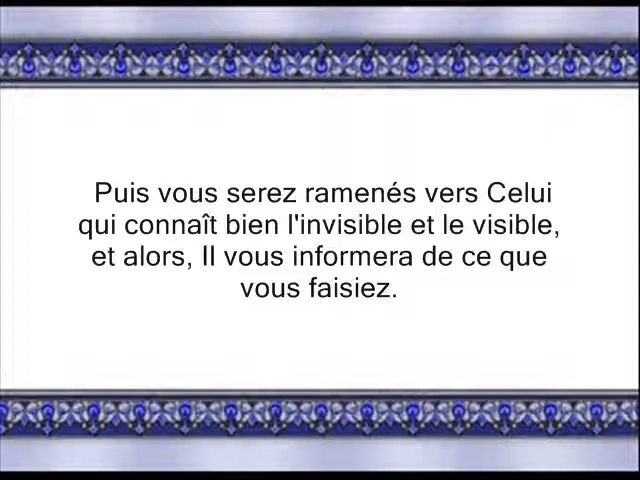 Puis vous serez ramenés vers Celui
qui connaît bien l'invisible et le visible,
et alors, Il vous informera de ce que
vous faisiez.